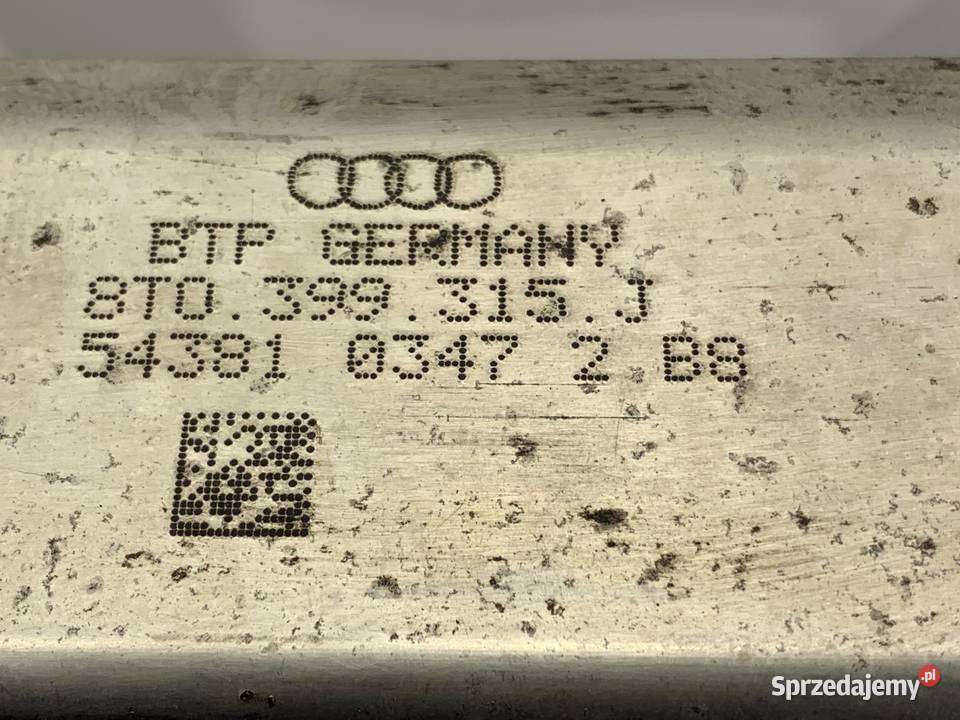 BTP GERMANY
8T0.399.315.J
54381 0347 2 B8
Sprzedajemy.pl